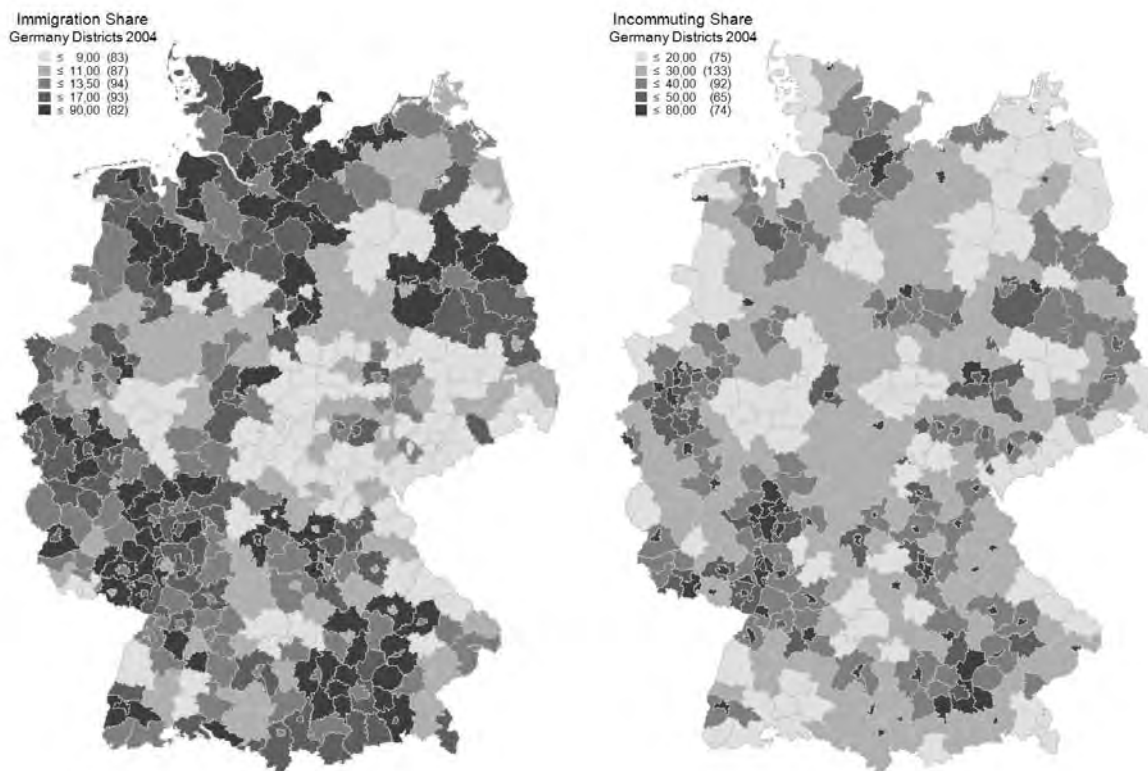 Immigration Share
Germany Districts 2004
≤ 9,00 (83)
≤ 11,00 (87)
≤ 13,50 (94)
≤ 17,00 (93)
≤ 90,00 (82)
Incommuting Share
Germany Districts 2004
≤ 20,00 (75)
≤ 30,00 (133)
≤ 40,00 (92)
≤ 50,00 (65)
≤ 80,00 (74)